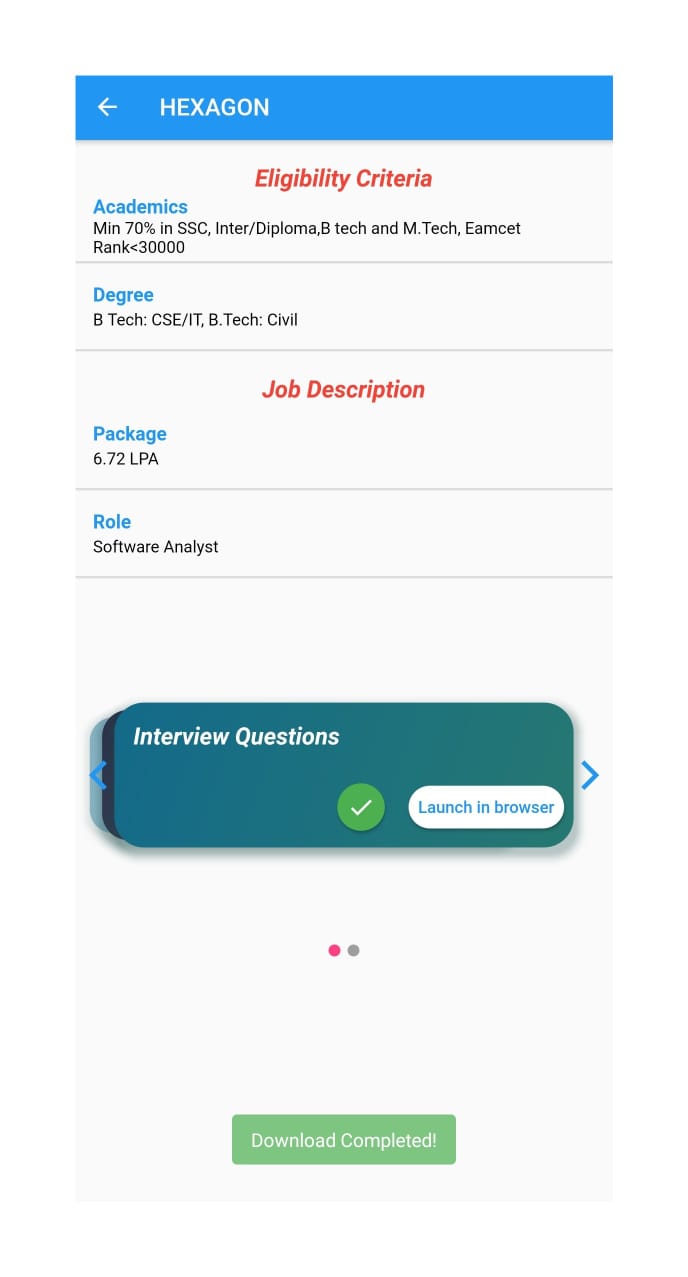 HEXAGON
Eligibility Criteria
Academics
Min 70% in SSC, Inter/Diploma,B tech and M.Tech, Eamcet
Rank<30000
Degree
B Tech: CSE/IT, B.Tech: Civil
Job Description
Package
6.72 LPA
Role
Software Analyst
Interview Questions
Launch in browser
Download Completed!